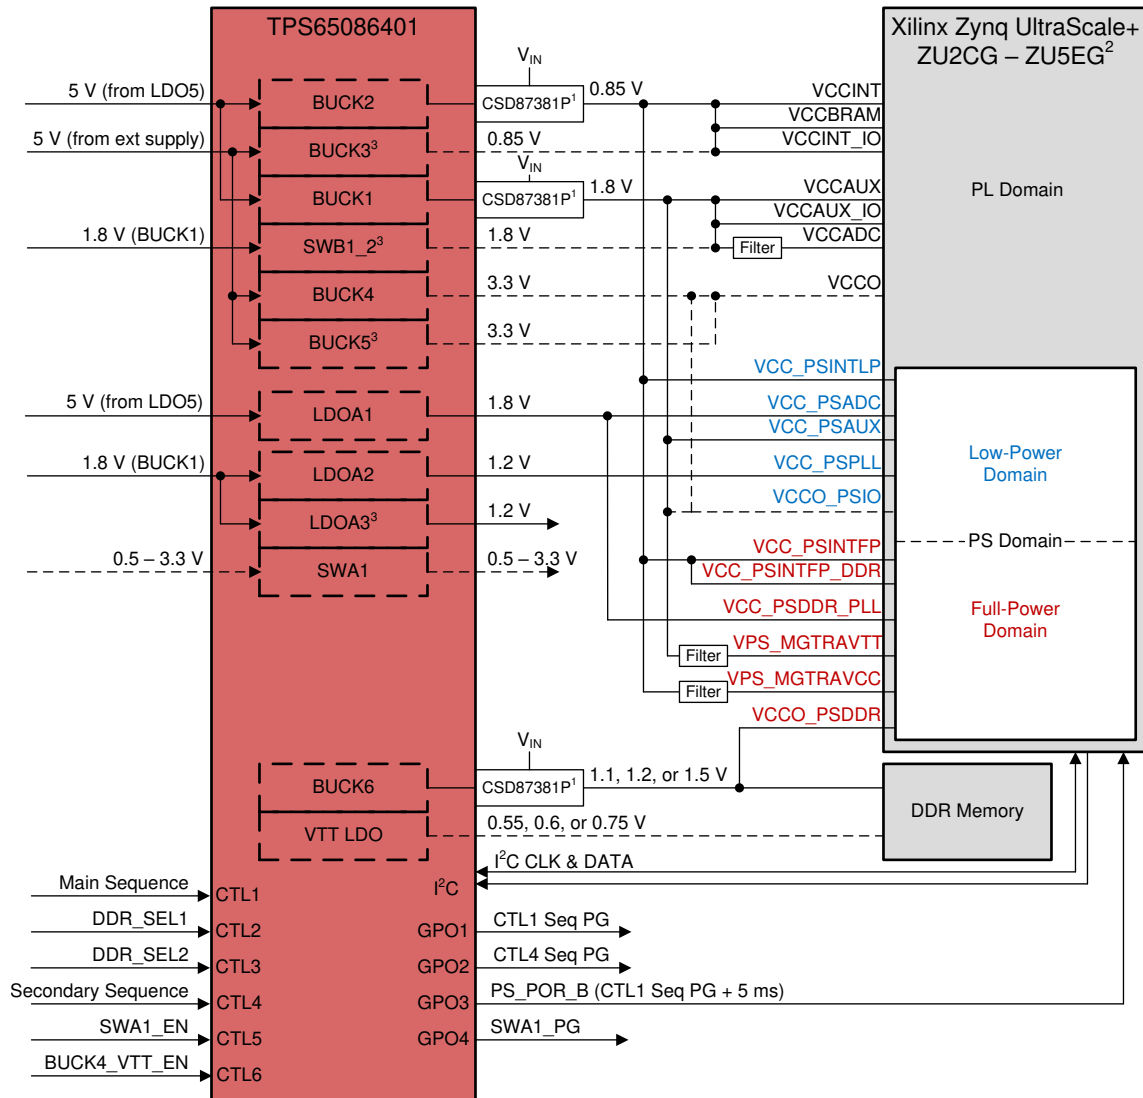 TPS65086401
Xilinx Zynq UltraScale+
ZU2CG – ZU5EG²
V_IN
5 V (from LDO5)
BUCK2
CSD87381P¹
0.85 V
VCCINT
VCCBRAM
5 V (from ext supply)
BUCK3³
0.85 V
VCCINT_IO
V_IN
BUCK1
CSD87381P¹
1.8 V
VCCAUX
PL Domain
VCCAUX_IO
1.8 V (BUCK1)
SWB1_2³
1.8 V
Filter
VCCADC
BUCK4
3.3 V
VCCO
BUCK5³
3.3 V
VCC_PSINTLP
5 V (from LDO5)
LDOA1
1.8 V
VCC_PSADC
VCC_PSAUX
1.8 V (BUCK1)
LDOA2
1.2 V
VCC_PSPLL
Low-Power
Domain
VCCO_PSIO
LDOA3³
1.2 V
PS Domain
0.5 – 3.3 V
SWA1
0.5 – 3.3 V
VCC_PSINTFP
VCC_PSINTFP_DDR
VCC_PSDDR_PLL
Full-Power
Domain
Filter
VPS_MGTRAVTT
Filter
VPS_MGTRAVCC
VCCO_PSDDR
V_IN
BUCK6
CSD87381P¹
1.1, 1.2, or 1.5 V
DDR Memory
VTT LDO
0.55, 0.6, or 0.75 V
I²C CLK & DATA
Main Sequence
CTL1
I²C
DDR_SEL1
CTL2
GPO1
CTL1 Seq PG
DDR_SEL2
CTL3
GPO2
CTL4 Seq PG
Secondary Sequence
CTL4
GPO3
PS_POR_B (CTL1 Seq PG + 5 ms)
SWA1_EN
CTL5
GPO4
SWA1_PG
BUCK4_VTT_EN
CTL6